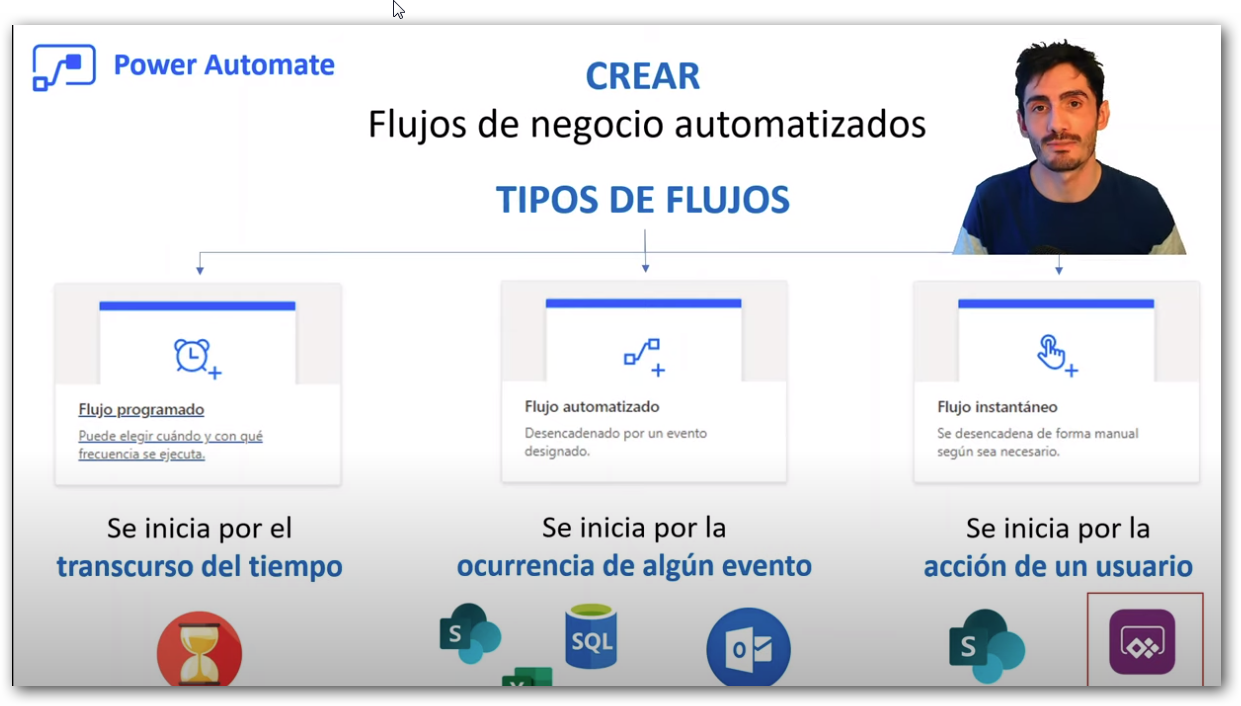 Power Automate
CREAR
Flujos de negocio automatizados
TIPOS DE FLUJOS
Flujo programado
Puede elegir cuándo y con qué
frecuencia se ejecuta.
Se inicia por el
transcurso del tiempo
Flujo automatizado
Desencadenado por un evento
designado.
Se inicia por la
ocurrencia de algún evento
S
SQL
O
Flujo instantáneo
Se desencadena de forma manual
según sea necesario.
Se inicia por la
acción de un usuario
S